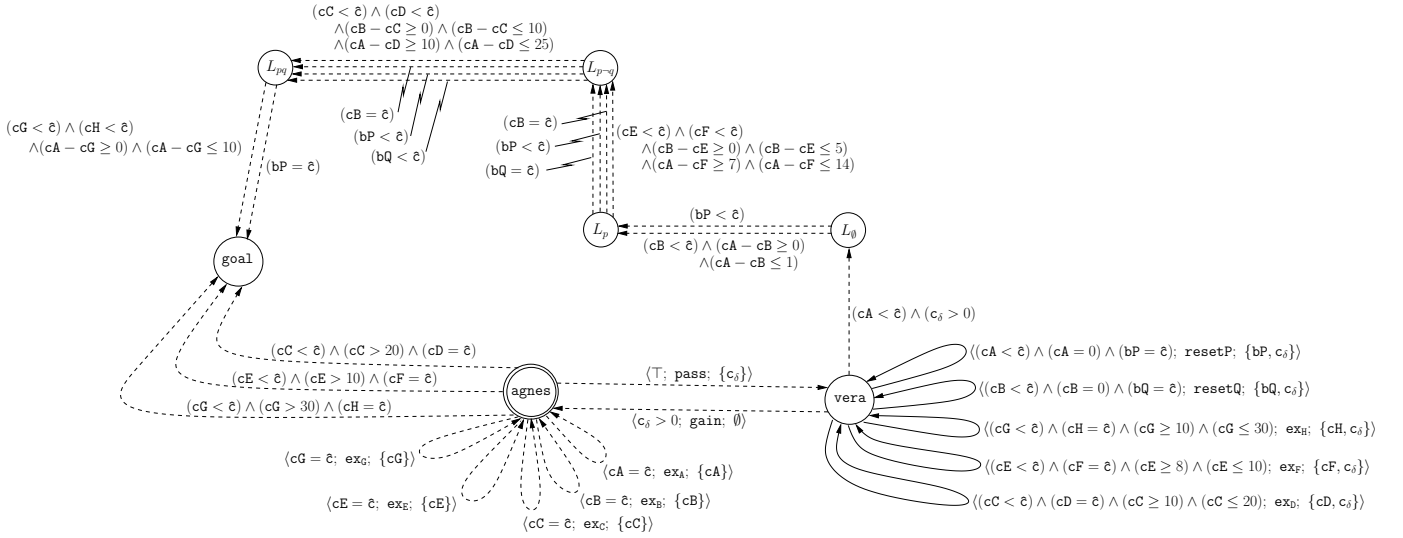 (cC < ĉ) ∧ (cD < ĉ)
∧(cB − cC ≥ 0) ∧ (cB − cC ≤ 10)
∧(cA − cD ≥ 10) ∧ (cA − cD ≤ 25)
L_{pq}
L_{p¬q}
(cB = ĉ)
(bP < ĉ)
(bQ < ĉ)
(cB = ĉ)
(bP < ĉ)
(bQ = ĉ)
(cE < ĉ) ∧ (cF < ĉ)
∧(cB − cE ≥ 0) ∧ (cB − cE ≤ 5)
∧(cA − cF ≥ 7) ∧ (cA − cF ≤ 14)
(cG < ĉ) ∧ (cH < ĉ)
∧(cA − cG ≥ 0) ∧ (cA − cG ≤ 10)
(bP = ĉ)
L_p
(bP < ĉ)
(cB < ĉ) ∧ (cA − cB ≥ 0)
∧(cA − cB ≤ 1)
L_∅
goal
(cA < ĉ) ∧ (c_δ > 0)
(cC < ĉ) ∧ (cC > 20) ∧ (cD = ĉ)
(cE < ĉ) ∧ (cE > 10) ∧ (cF = ĉ)
(cG < ĉ) ∧ (cG > 30) ∧ (cH = ĉ)
agnes
⟨⊤; pass; {c_δ}⟩
⟨c_δ > 0; gain; ∅⟩
vera
⟨(cA < ĉ) ∧ (cA = 0) ∧ (bP = ĉ); resetP; {bP, c_δ}⟩
⟨(cB < ĉ) ∧ (cB = 0) ∧ (bQ = ĉ); resetQ; {bQ, c_δ}⟩
⟨(cG < ĉ) ∧ (cH = ĉ) ∧ (cG ≥ 10) ∧ (cG ≤ 30); ex_H; {cH, c_δ}⟩
⟨(cE < ĉ) ∧ (cF = ĉ) ∧ (cE ≥ 8) ∧ (cE ≤ 10); ex_F; {cF, c_δ}⟩
⟨(cC < ĉ) ∧ (cD = ĉ) ∧ (cC ≥ 10) ∧ (cC ≤ 20); ex_D; {cD, c_δ}⟩
⟨cG = ĉ; ex_G; {cG}⟩
⟨cE = ĉ; ex_E; {cE}⟩
⟨cC = ĉ; ex_C; {cC}⟩
⟨cB = ĉ; ex_B; {cB}⟩
⟨cA = ĉ; ex_A; {cA}⟩